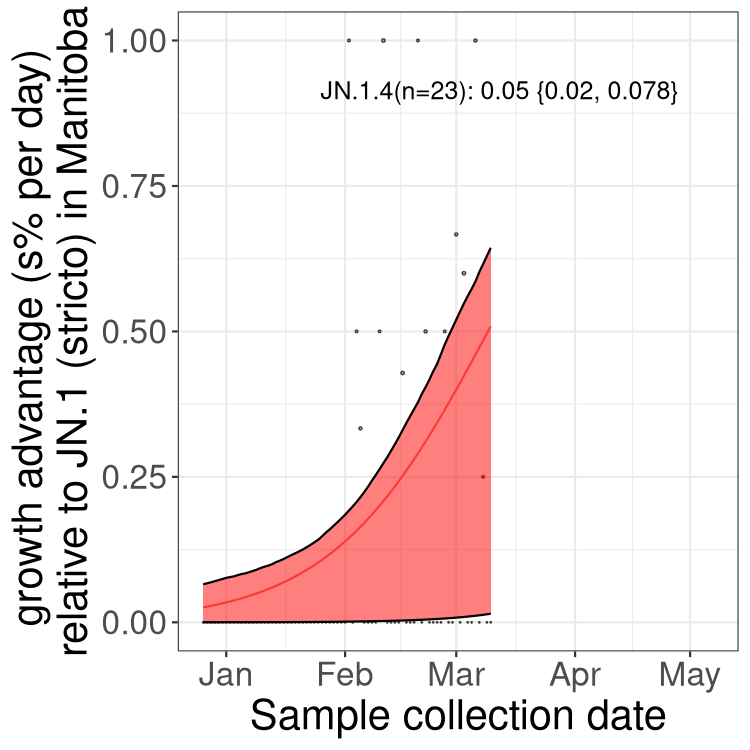 growth advantage (s% per day)
relative to JN.1 (stricto) in Manitoba
1.00
0.75
0.50
0.25
0.00
JN.1.4(n=23): 0.05 {0.02, 0.078}
Jan Feb Mar Apr May
Sample collection date